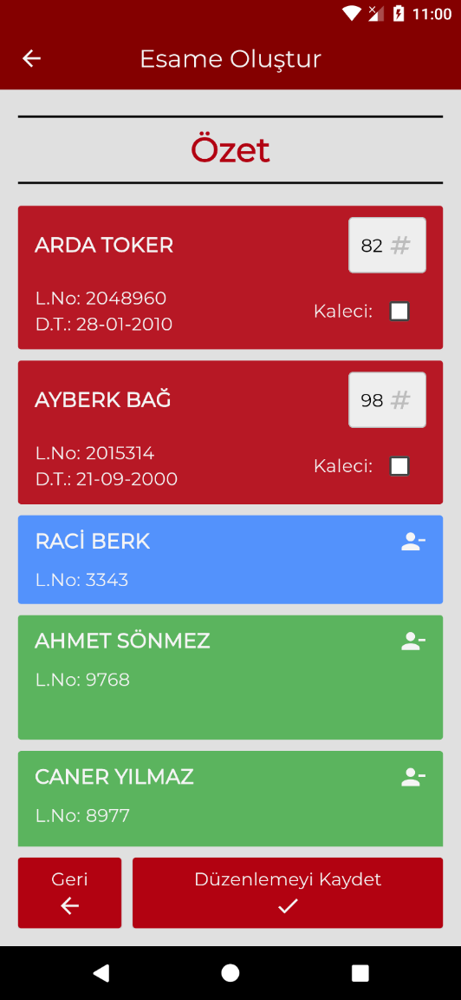 11:00
Esame Oluştur
Özet
ARDA TOKER
82 #
L.No: 2048960
D.T.: 28-01-2010
Kaleci:
AYBERK BAĞ
98 #
L.No: 2015314
D.T.: 21-09-2000
Kaleci:
RACİ BERK
L.No: 3343
AHMET SÖNMEZ
L.No: 9768
CANER YILMAZ
L.No: 8977
Geri
Düzenlemeyi Kaydet